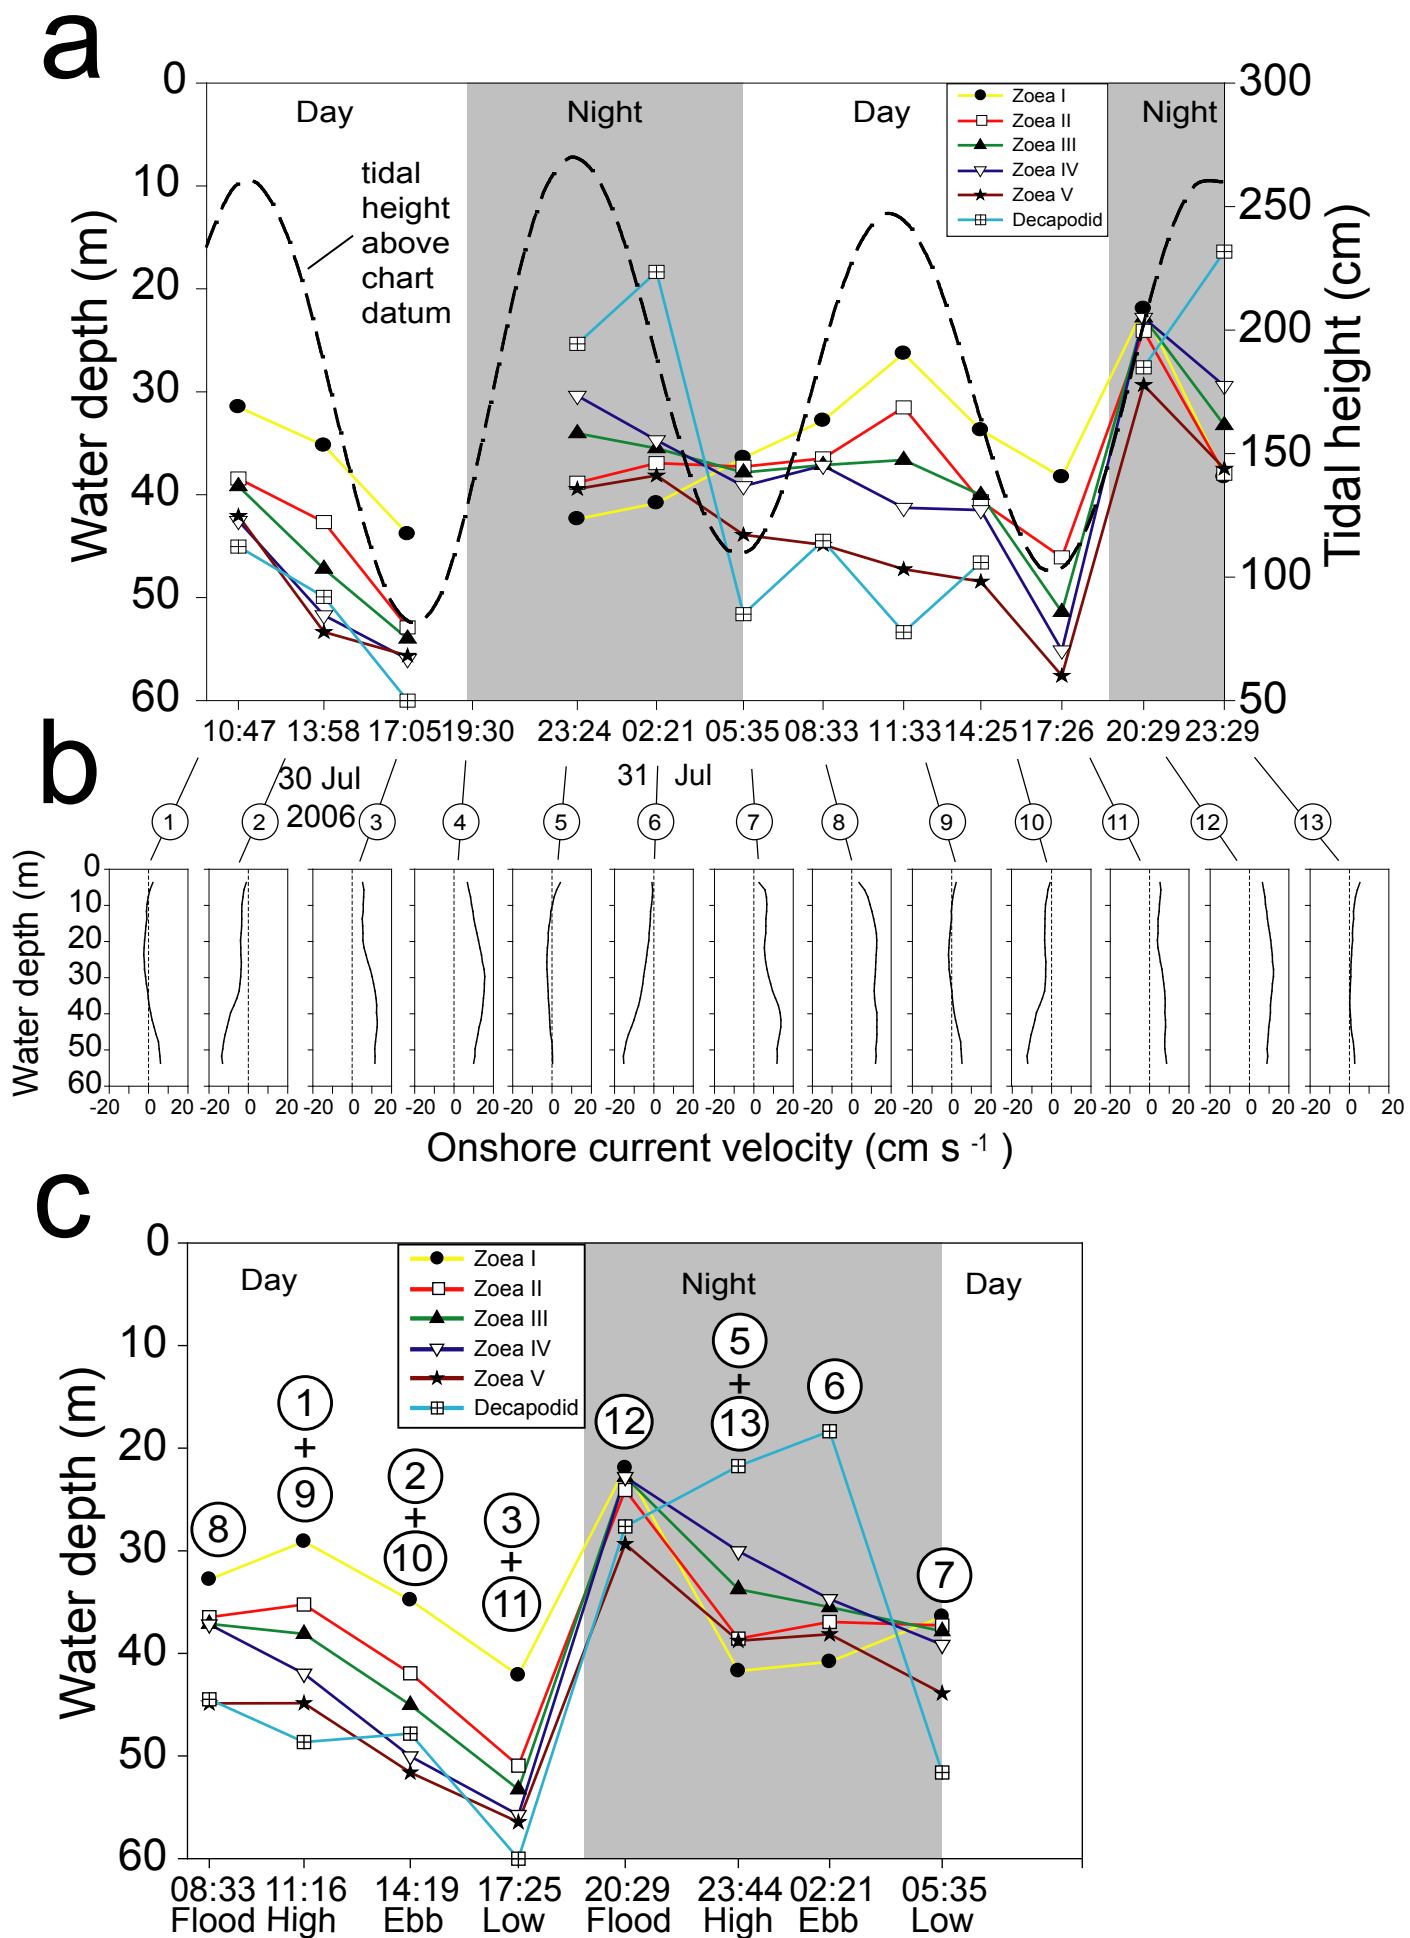 a
Day Night Day Night
Zoea I
Zoea II
Zoea III
Zoea IV
Zoea V
Decapodid
tidal
height
above
chart
datum
Water depth (m)
0
10
20
30
40
50
60
Tidal height (cm)
300
250
200
150
100
50
10:47 13:58 17:05 19:30 23:24 02:21 05:35 08:33 11:33 14:25 17:26 20:29 23:29
30 Jul
2006
31 Jul
b
1 2 3 4 5 6 7 8 9 10 11 12 13
Water depth (m)
0
10
20
30
40
50
60
-20 0 20 -20 0 20 -20 0 20 -20 0 20 -20 0 20 -20 0 20 -20 0 20 -20 0 20 -20 0 20 -20 0 20 -20 0 20 -20 0 20 -20 0 20
Onshore current velocity (cm s -1 )
c
Day Night Day
Zoea I
Zoea II
Zoea III
Zoea IV
Zoea V
Decapodid
Water depth (m)
0
10
20
30
40
50
60
8
1
+
9
2
+
10
3
+
11
12
5
+
13
6
7
08:33 11:16 14:19 17:25 20:29 23:44 02:21 05:35
Flood High Ebb Low Flood High Ebb Low